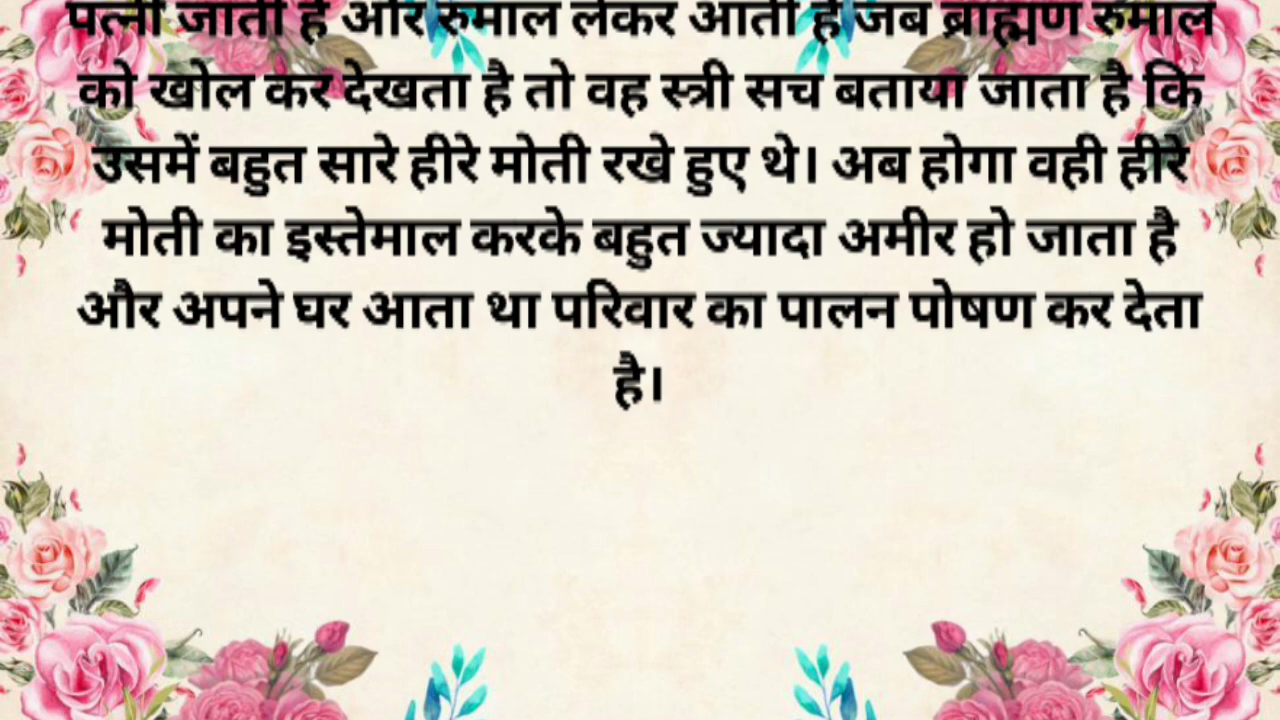 पत्नी जाती है और रुमाल लेकर आती है जब ब्राह्मण रुमाल
को खोल कर देखता है तो वह स्त्री सच बताया जाता है कि
उसमें बहुत सारे हीरे मोती रखे हुए थे। अब होगा वही हीरे
मोती का इस्तेमाल करके बहुत ज्यादा अमीर हो जाता है
और अपने घर आता था परिवार का पालन पोषण कर देता
है।